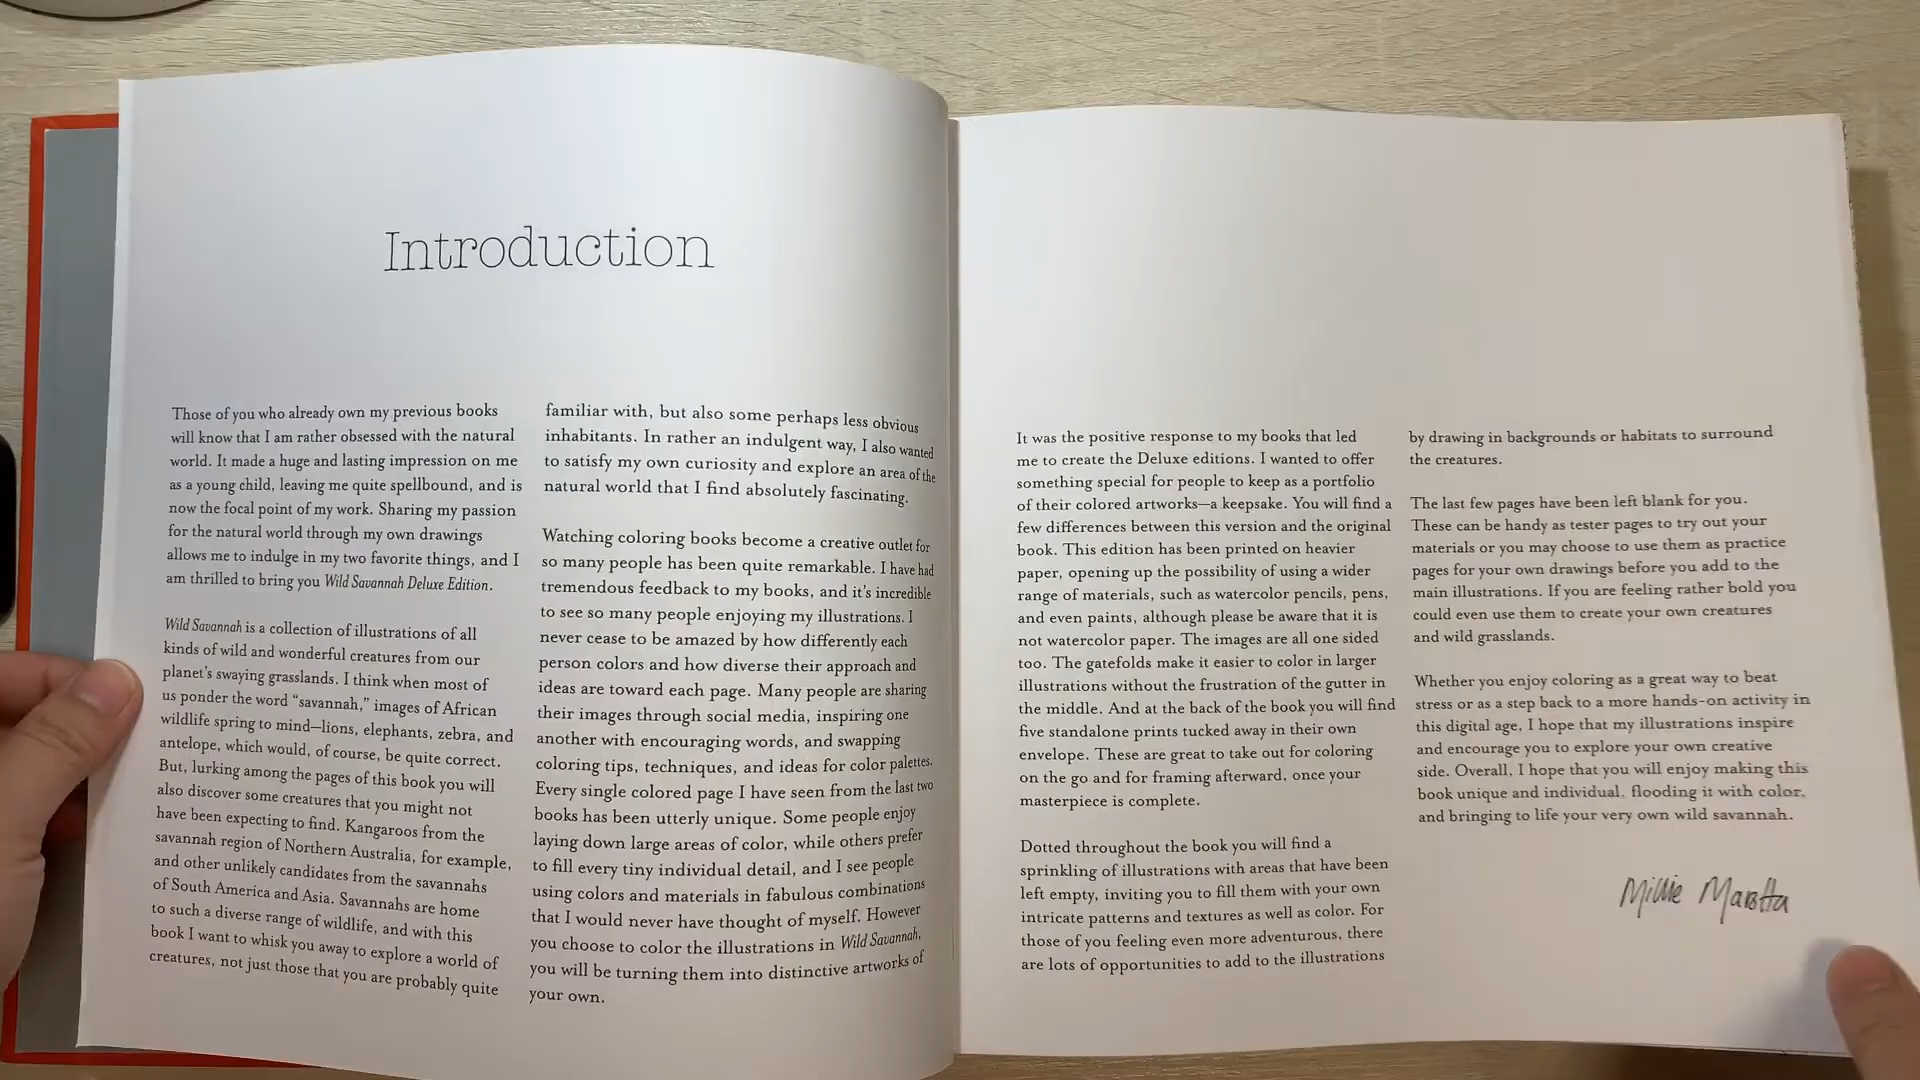 Introduction
Those of you who already own my previous books
will know that I am rather obsessed with the natural
world. It made a huge and lasting impression on me
as a young child, leaving me quite spellbound, and is
now the focal point of my work. Sharing my passion
for the natural world through my own drawings
allows me to indulge in my two favorite things, and I
am thrilled to bring you Wild Savannah Deluxe Edition.
Wild Savannah is a collection of illustrations of all
kinds of wild and wonderful creatures from our
planet's swaying grasslands. I think when most of
us ponder the word “savannah,” images of African
wildlife spring to mind—lions, elephants, zebra, and
antelope, which would, of course, be quite correct.
But, lurking among the pages of this book you will
also discover some creatures that you might not
have been expecting to find. Kangaroos from the
savannah region of Northern Australia, for example,
and other unlikely candidates from the savannahs
of South America and Asia. Savannahs are home
to such a diverse range of wildlife, and with this
book I want to whisk you away to explore a world of
creatures, not just those that you are probably quite
familiar with, but also some perhaps less obvious
inhabitants. In rather an indulgent way, I also wanted
to satisfy my own curiosity and explore an area of the
natural world that I find absolutely fascinating.
Watching coloring books become a creative outlet for
so many people has been quite remarkable. I have had
tremendous feedback to my books, and it's incredible
to see so many people enjoying my illustrations. I
never cease to be amazed by how differently each
person colors and how diverse their approach and
ideas are toward each page. Many people are sharing
their images through social media, inspiring one
another with encouraging words, and swapping
coloring tips, techniques, and ideas for color palettes.
Every single colored page I have seen from the last two
books has been utterly unique. Some people enjoy
laying down large areas of color, while others prefer
to fill every tiny individual detail, and I see people
using colors and materials in fabulous combinations
that I would never have thought of myself. However
you choose to color the illustrations in Wild Savannah,
you will be turning them into distinctive artworks of
your own.
It was the positive response to my books that led
me to create the Deluxe editions. I wanted to offer
something special for people to keep as a portfolio
of their colored artworks—a keepsake. You will find a
few differences between this version and the original
book. This edition has been printed on heavier
paper, opening up the possibility of using a wider
range of materials, such as watercolor pencils, pens,
and even paints, although please be aware that it is
not watercolor paper. The images are all one sided
too. The gatefolds make it easier to color in larger
illustrations without the frustration of the gutter in
the middle. And at the back of the book you will find
five standalone prints tucked away in their own
envelope. These are great to take out for coloring
on the go and for framing afterward, once your
masterpiece is complete.
Dotted throughout the book you will find a
sprinkling of illustrations with areas that have been
left empty, inviting you to fill them with your own
intricate patterns and textures as well as color. For
those of you feeling even more adventurous, there
are lots of opportunities to add to the illustrations
by drawing in backgrounds or habitats to surround
the creatures.
The last few pages have been left blank for you.
These can be handy as tester pages to try out your
materials or you may choose to use them as practice
pages for your own drawings before you add to the
main illustrations. If you are feeling rather bold you
could even use them to create your own creatures
and wild grasslands.
Whether you enjoy coloring as a great way to beat
stress or as a step back to a more hands-on activity in
this digital age, I hope that my illustrations inspire
and encourage you to explore your own creative
side. Overall, I hope that you will enjoy making this
book unique and individual, flooding it with color,
and bringing to life your very own wild savannah.
Millie Marotta